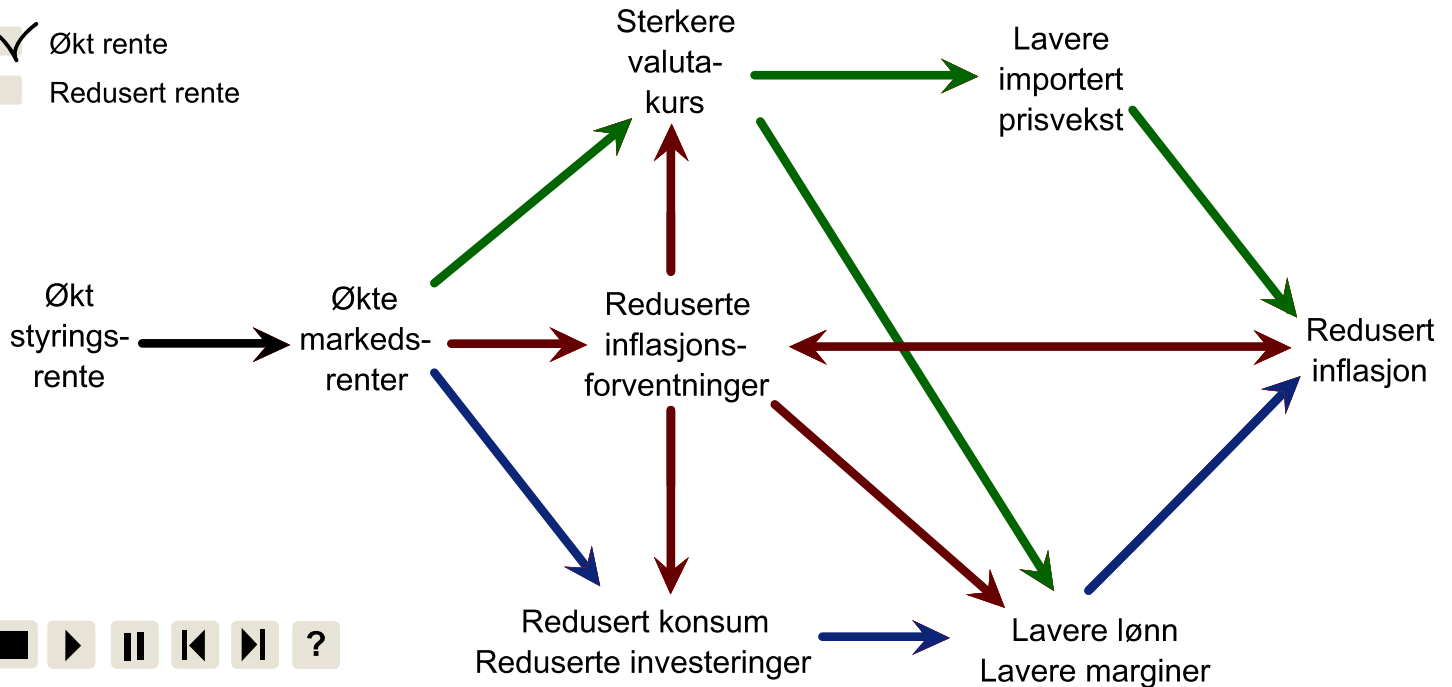 Økt rente
Redusert rente
Sterkere
valuta-
kurs
Lavere
importert
prisvekst
Økt
styrings-
rente
Økte
markeds-
renter
Reduserte
inflasjons-
forventninger
Redusert
inflasjon
Redusert konsum
Reduserte investeringer
Lavere lønn
Lavere marginer
?